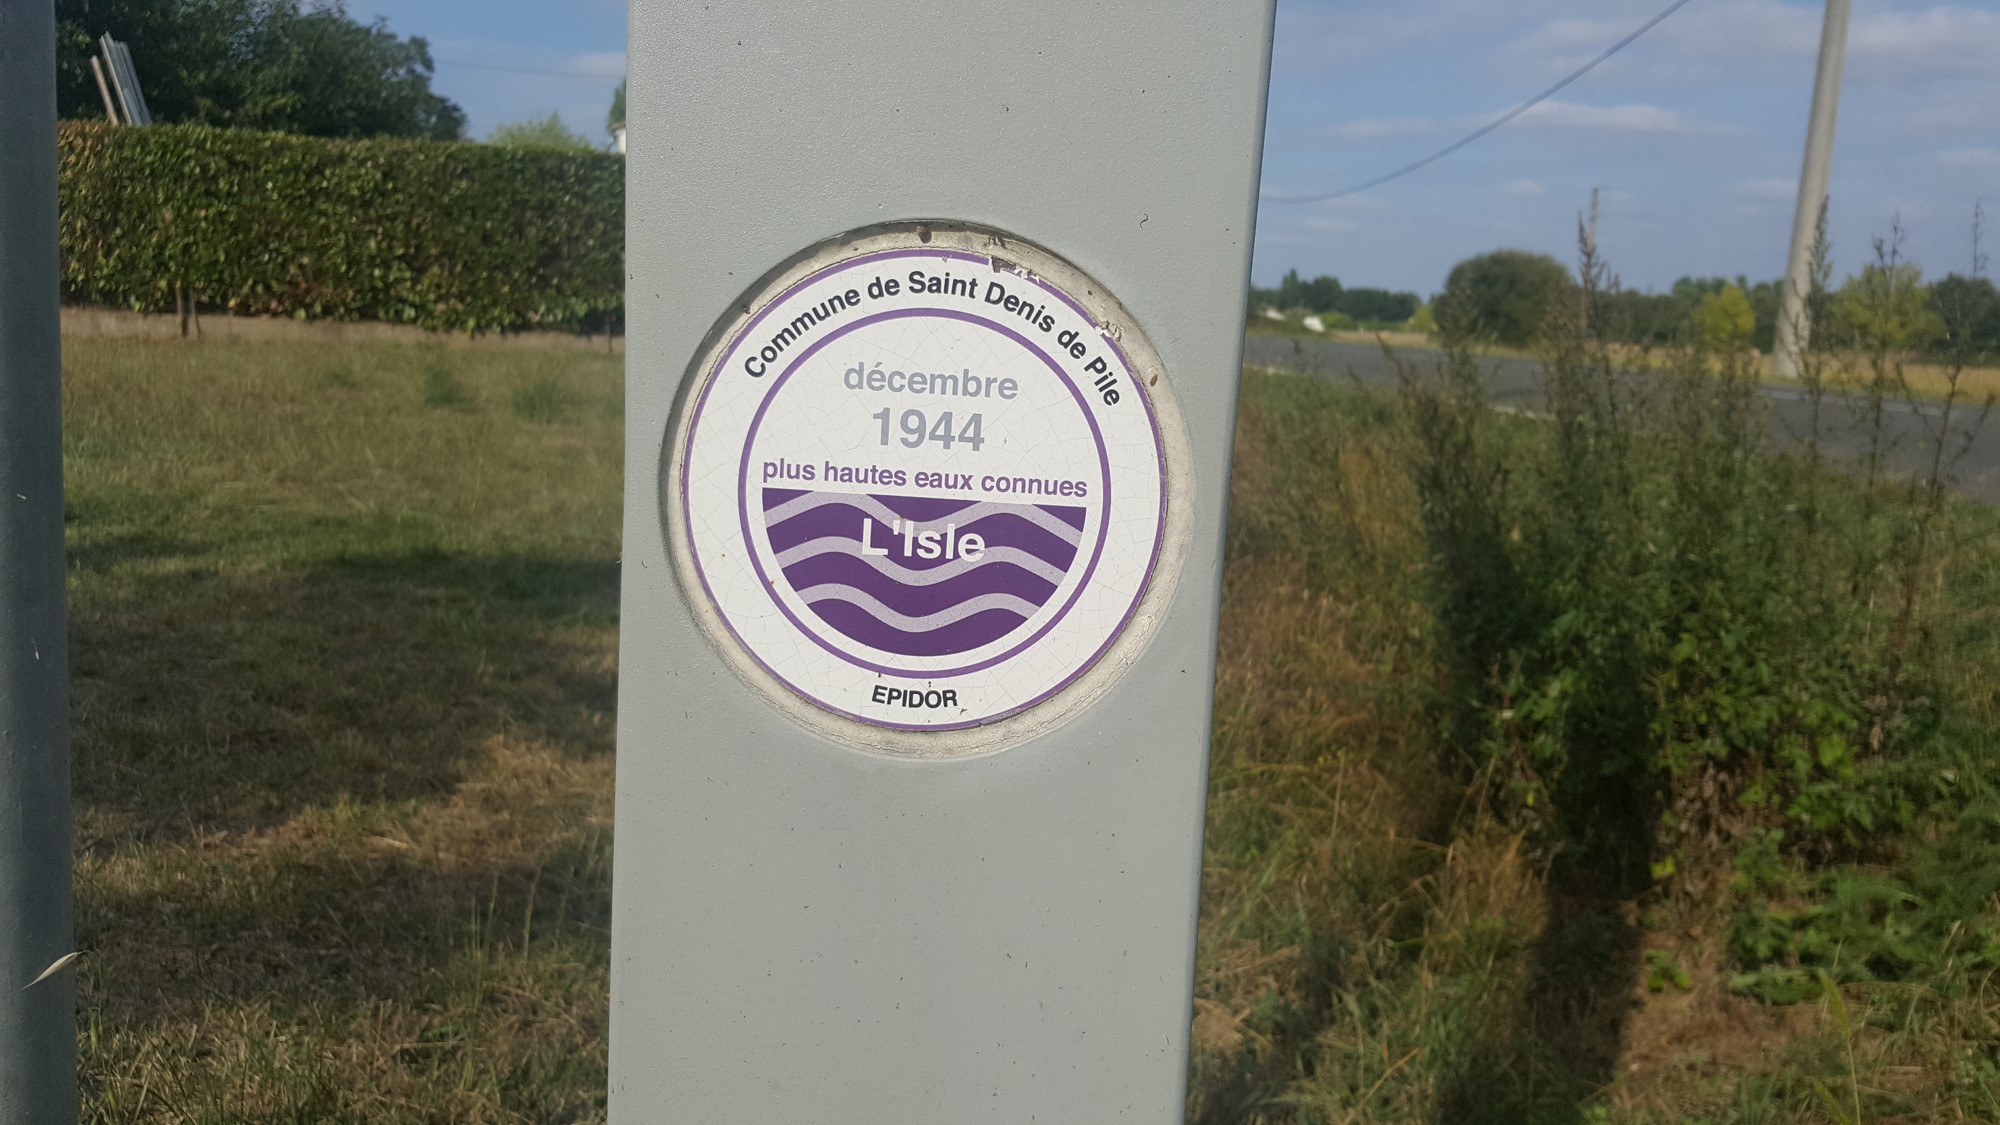 Commune de Saint Denis de Pile
décembre
1944
plus hautes eaux connues
L'Isle
EPIDOR